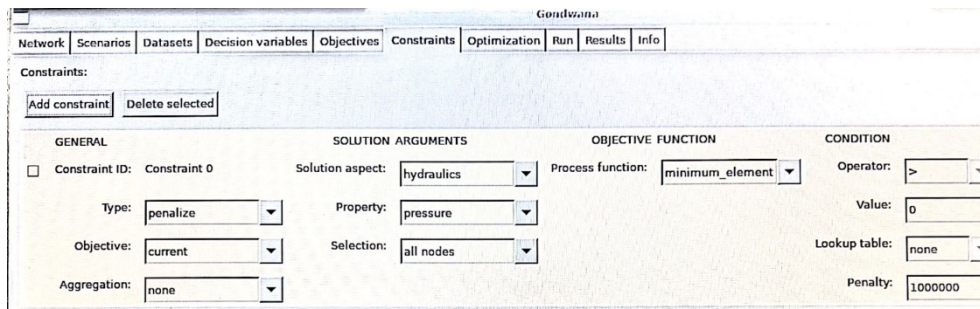 Gondwana
Network Scenarios Datasets Decision variables Objectives Constraints Optimization Run Results Info
Constraints:
Add constraint Delete selected
GENERAL SOLUTION ARGUMENTS OBJECTIVE FUNCTION CONDITION
Constraint ID: Constraint 0 Solution aspect: hydraulics Process function: minimum_element Operator: >
Type: penalize Property: pressure Value: 0
Objective: current Selection: all nodes Lookup table: none
Aggregation: none Penalty: 1000000